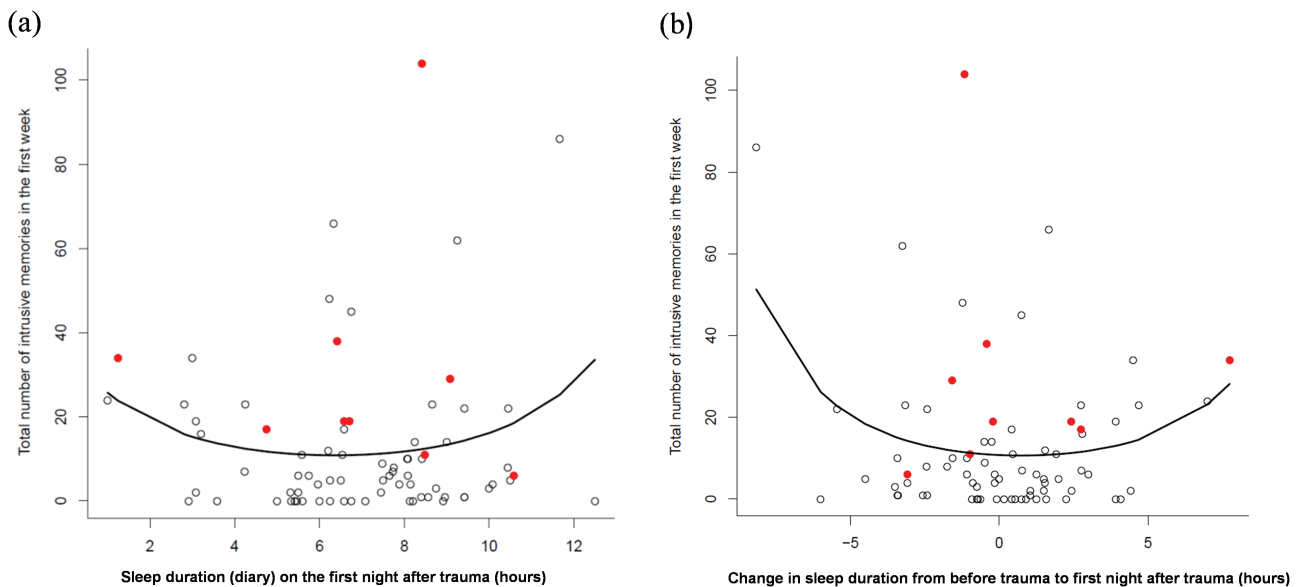 (a)
Total number of intrusive memories in the first week
100
80
60
40
20
0
2 4 6 8 10 12
Sleep duration (diary) on the first night after trauma (hours)
(b)
Total number of intrusive memories in the first week
100
80
60
40
20
0
−5 0 5
Change in sleep duration from before trauma to first night after trauma (hours)